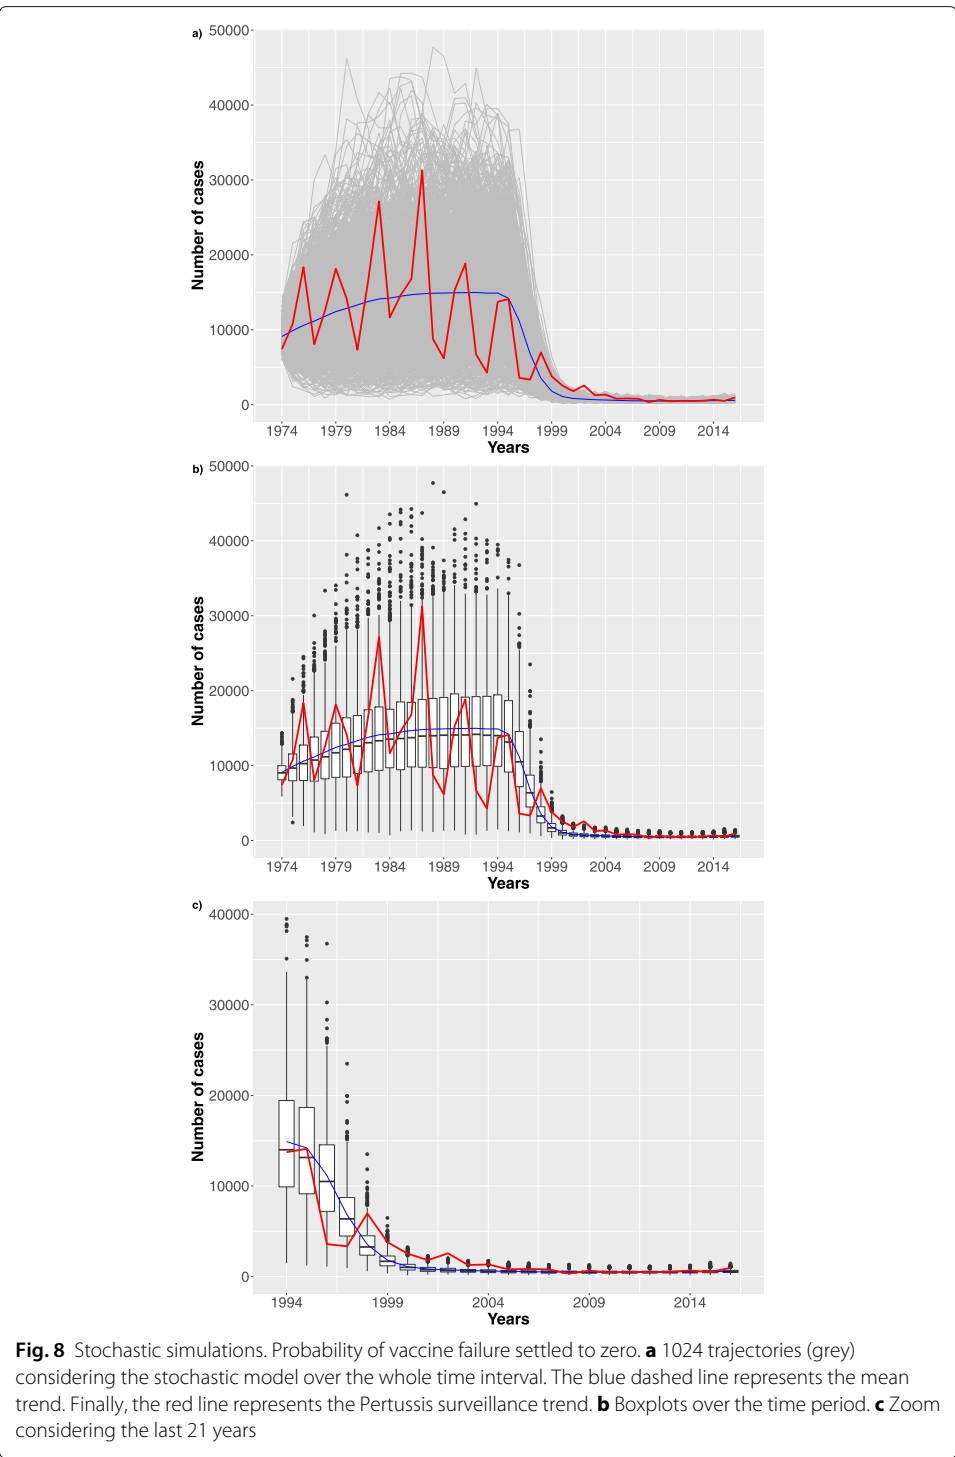 a)
50000
40000
30000
20000
10000
0
Number of cases
1974 1979 1984 1989 1994 1999 2004 2009 2014
Years
b)
50000
40000
30000
20000
10000
0
Number of cases
1974 1979 1984 1989 1994 1999 2004 2009 2014
Years
c)
40000
30000
20000
10000
0
Number of cases
1994 1999 2004 2009 2014
Years
Fig. 8 Stochastic simulations. Probability of vaccine failure settled to zero. a 1024 trajectories (grey)
considering the stochastic model over the whole time interval. The blue dashed line represents the mean
trend. Finally, the red line represents the Pertussis surveillance trend. b Boxplots over the time period. c Zoom
considering the last 21 years